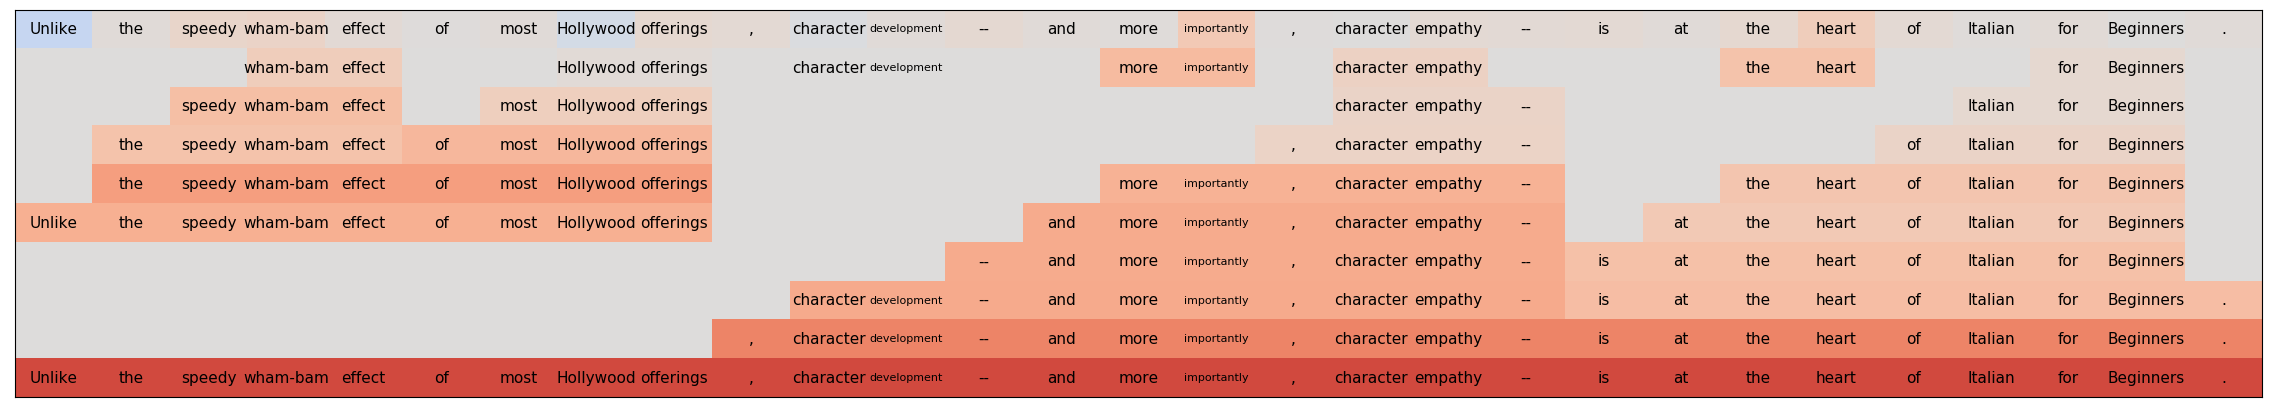 Unlike the speedy wham-bam effect of most Hollywood offerings , character development -- and more importantly , character empathy -- is at the heart of Italian for Beginners .
wham-bam effect Hollywood offerings character development more importantly character empathy the heart for Beginners
speedy wham-bam effect most Hollywood offerings character empathy -- Italian for Beginners
the speedy wham-bam effect of most Hollywood offerings , character empathy -- of Italian for Beginners
the speedy wham-bam effect of most Hollywood offerings more importantly , character empathy -- the heart of Italian for Beginners
Unlike the speedy wham-bam effect of most Hollywood offerings and more importantly , character empathy -- at the heart of Italian for Beginners
-- and more importantly , character empathy -- is at the heart of Italian for Beginners
character development -- and more importantly , character empathy -- is at the heart of Italian for Beginners .
, character development -- and more importantly , character empathy -- is at the heart of Italian for Beginners .
Unlike the speedy wham-bam effect of most Hollywood offerings , character development -- and more importantly , character empathy -- is at the heart of Italian for Beginners .